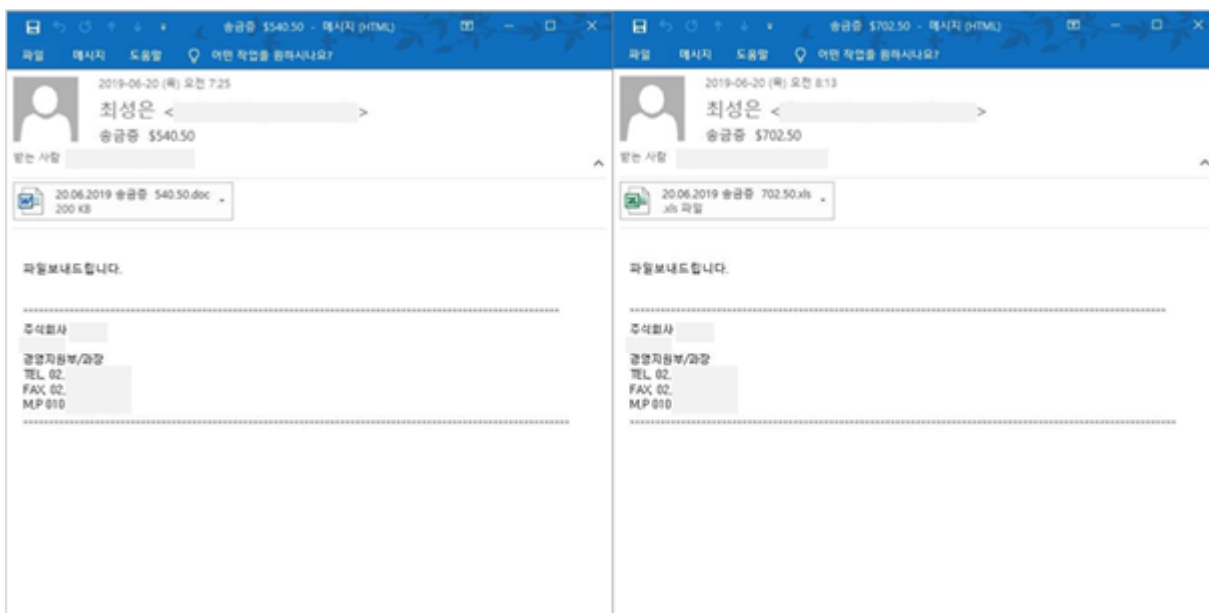 송금증 $540.50 - 메시지 (HTML)
파일 메시지 도움말 어떤 작업을 원하시나요?
2019-06-20 (목) 오전 7:25
최성은 < >
송금증 $540.50
받는 사람
20.06.2019 송금증 540.50.doc
200 KB
파일보내드립니다.
주식회사
경영지원부/과장
TEL, 02.
FAX, 02.
M.P 010
송금증 $702.50 - 메시지 (HTML)
파일 메시지 도움말 어떤 작업을 원하시나요?
2019-06-20 (목) 오전 8:13
최성은 < >
송금증 $702.50
받는 사람
20.06.2019 송금증 702.50.xls
.xls 파일
파일보내드립니다.
주식회사
경영지원부/과장
TEL, 02.
FAX, 02.
M.P 010